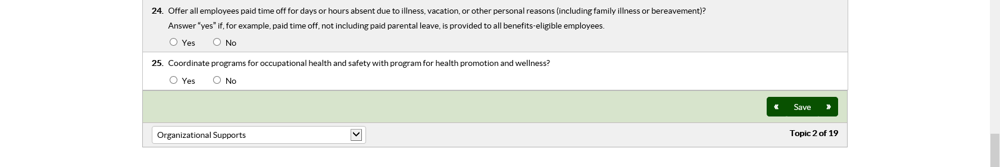 24. Offer all employees paid time off for days or hours absent due to illness, vacation, or other personal reasons (including family illness or bereavement)?
Answer “yes” if, for example, paid time off, not including paid parental leave, is provided to all benefits-eligible employees.
Yes No
25. Coordinate programs for occupational health and safety with program for health promotion and wellness?
Yes No
« Save »
Organizational Supports
Topic 2 of 19